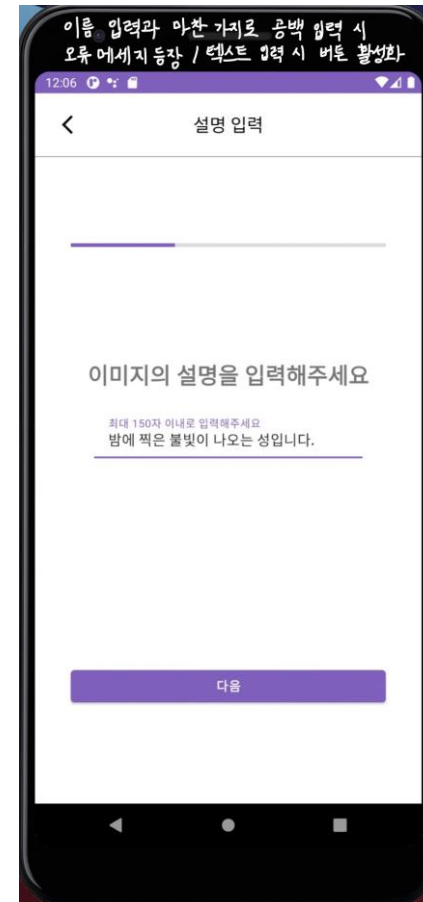 이름 입력과 마찬가지로 공백 입력 시
오류 메세지 등장 / 텍스트 입력 시 버튼 활성화
12:06
설명 입력
이미지의 설명을 입력해주세요
최대 150자 이내로 입력해주세요
밤에 찍은 불빛이 나오는 성입니다.
다음